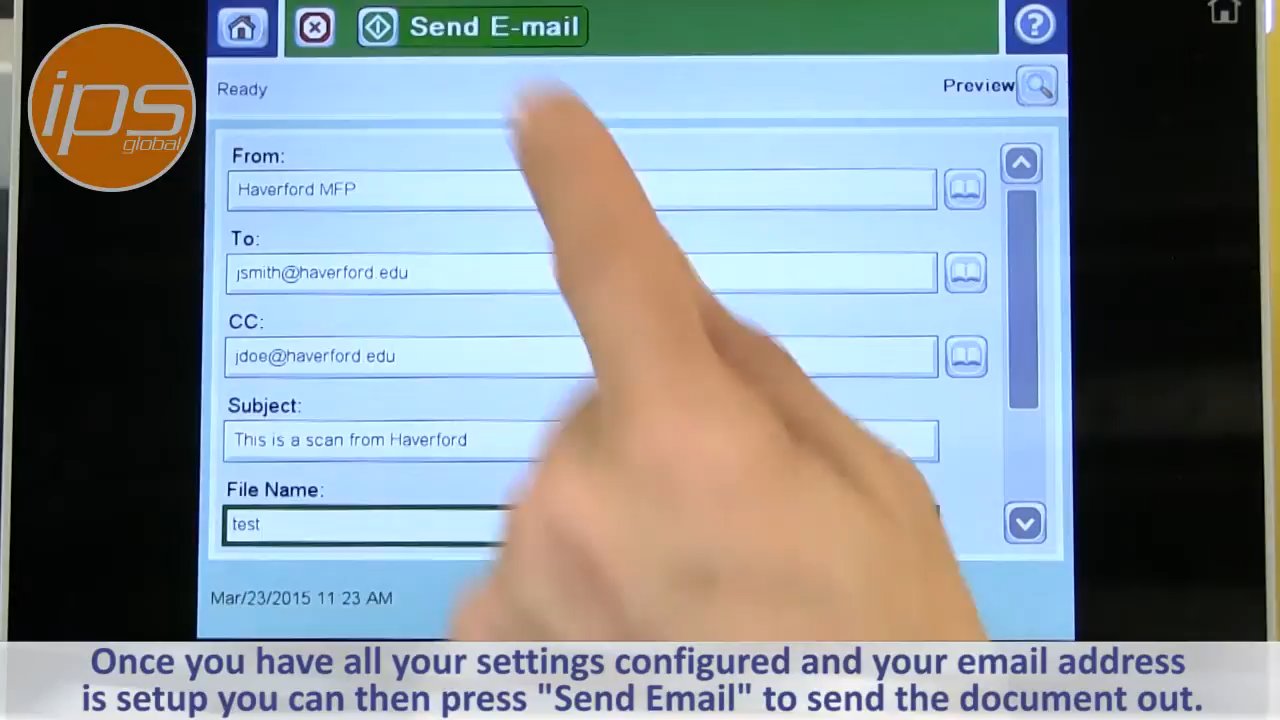 ips
global
Send E-mail
Ready
Preview
From:
Haverford MFP
To:
jsmith@haverford.edu
CC:
jdoe@haverford.edu
Subject:
This is a scan from Haverford
File Name:
test
Mar/23/2015 11:23 AM
Once you have all your settings configured and your email address
is setup you can then press "Send Email" to send the document out.